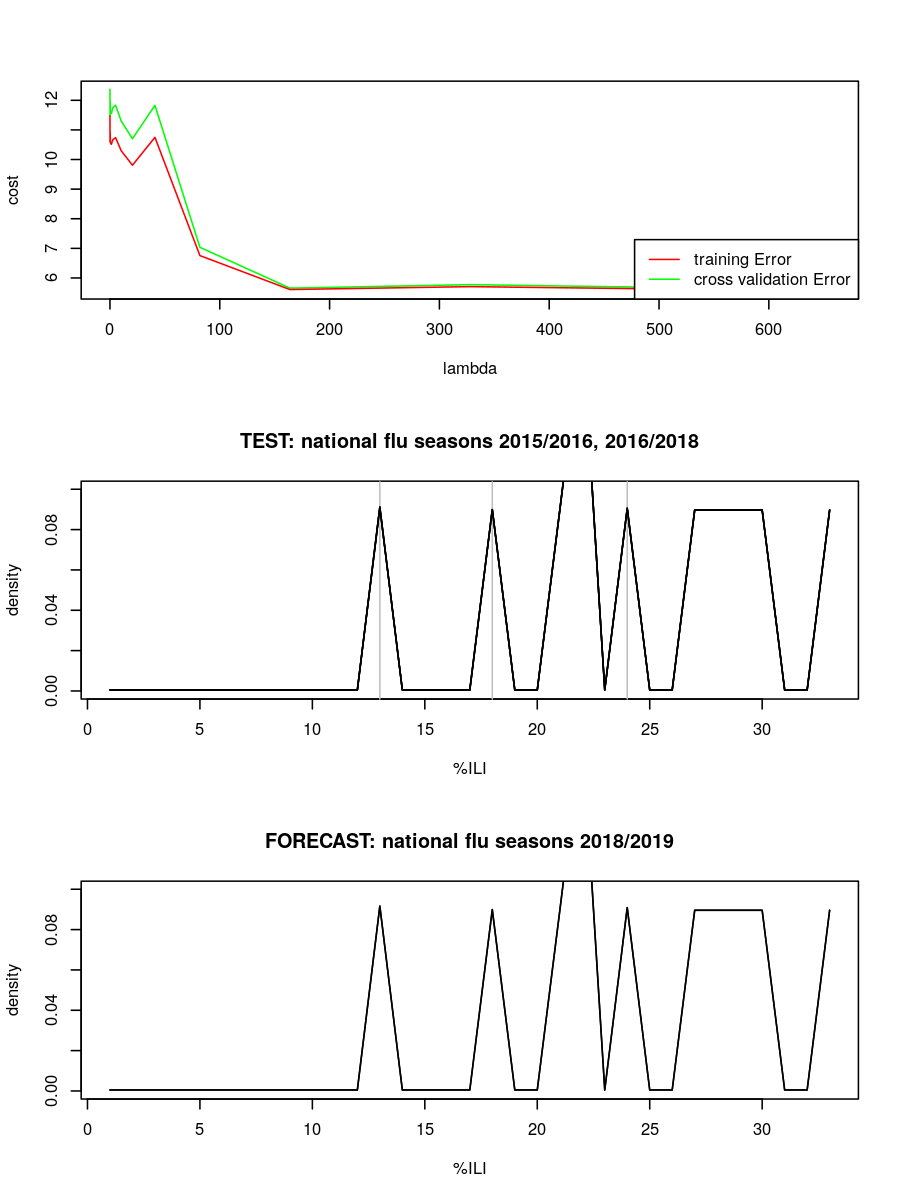 12
10
9
8
7
6
cost
training Error
cross validation Error
0 100 200 300 400 500 600
lambda
TEST: national flu seasons 2015/2016, 2016/2018
0.08
0.04
0.00
density
0 5 10 15 20 25 30
%ILI
FORECAST: national flu seasons 2018/2019
0.08
0.04
0.00
density
0 5 10 15 20 25 30
%ILI